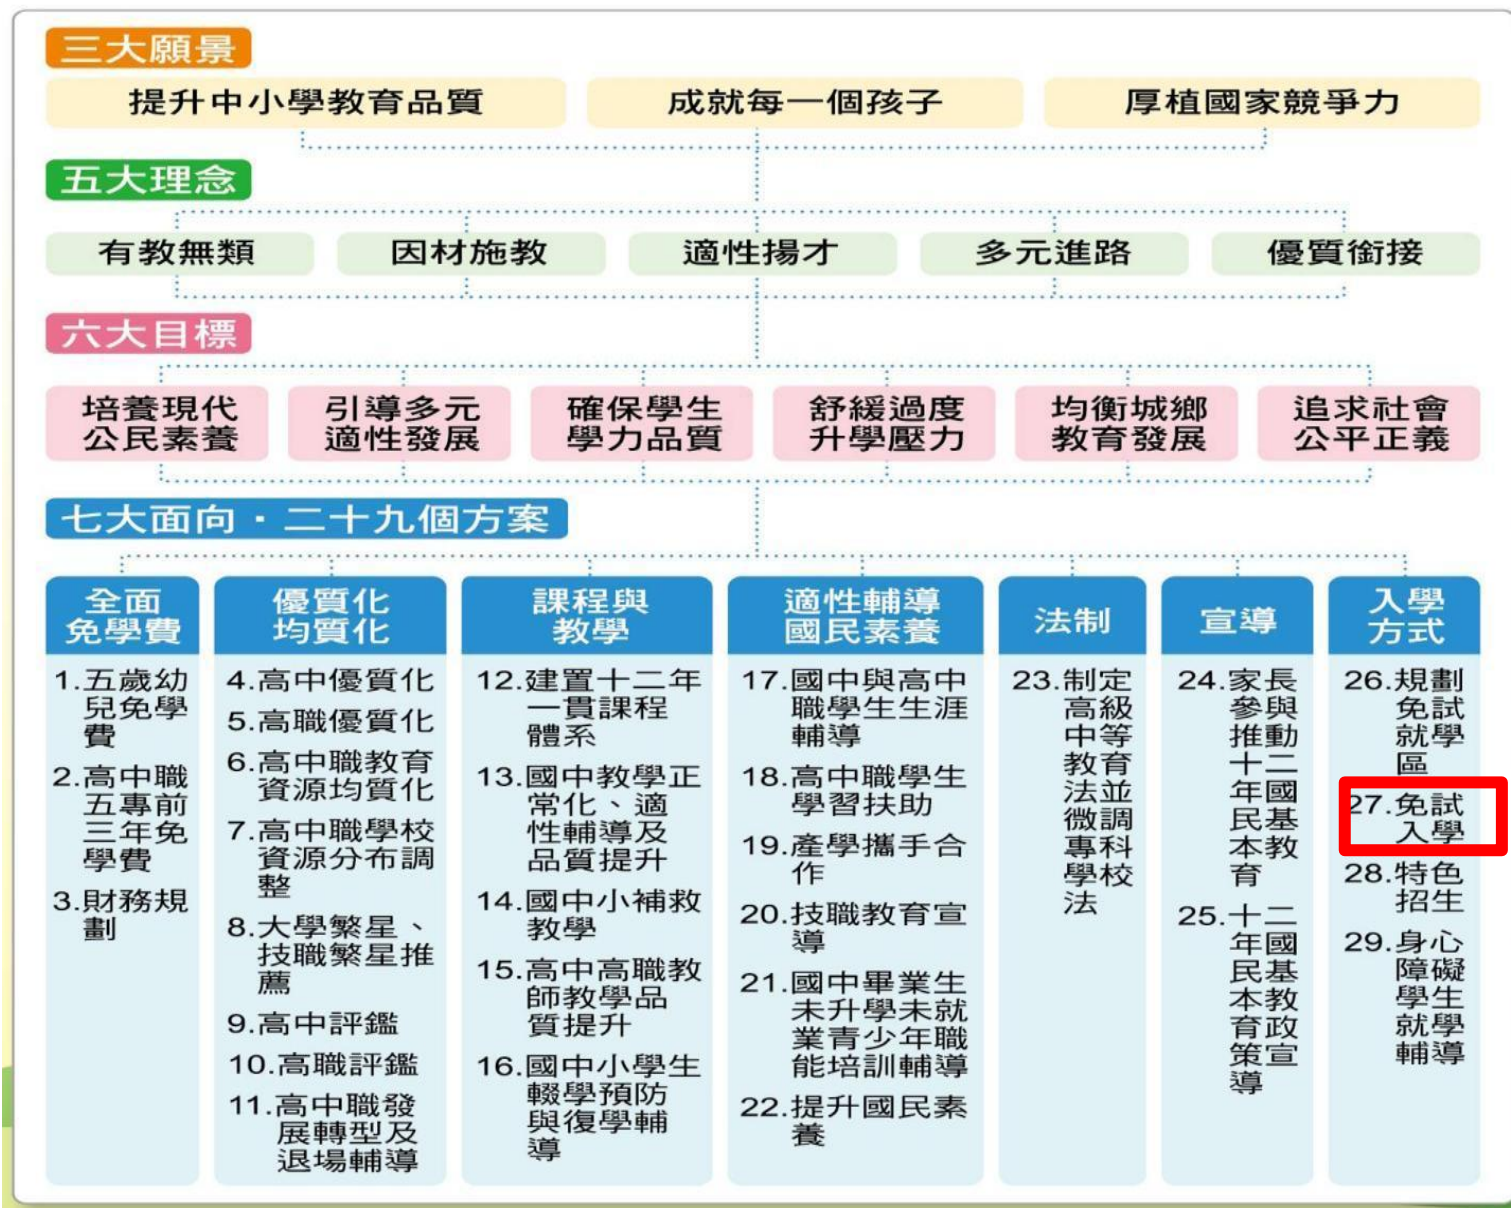 三大願景
提升中小學教育品質
成就每一個孩子
厚植國家競爭力
五大理念
有教無類
因材施教
適性揚才
多元進路
優質銜接
六大目標
培養現代
公民素養
引導多元
適性發展
確保學生
學力品質
舒緩過度
升學壓力
均衡城鄉
教育發展
追求社會
公平正義
七大面向·二十九個方案
全面
免學費
1.五歲幼
兒免學
費
2.高中職
五專前
三年免
學費
3.財務規
劃
優質化
均質化
4.高中優質化
5.高職優質化
6.高中職教育
資源均質化
7.高中職學校
資源分布調
整
8.大學繁星、
技職繁星推
薦
9.高中評鑑
10.高職評鑑
11.高中職發
展轉型及
退場輔導
課程與
教學
12.建置十二年
一貫課程
體系
13.國中教學正
常化、適
性輔導及
品質提升
14.國中小補救
教學
15.高中高職教
師教學品
質提升
16.國中小學生
輟學預防
與復學輔
導
適性輔導
國民素養
17.國中與高中
職學生生涯
輔導
18.高中職學生
學習扶助
19.產學攜手合
作
20.技職教育宣
導
21.國中畢業生
未升學未就
業青少年職
能培訓輔導
22.提升國民素
養
法制
23.制定
高級
中等
教育
法並
微調
專科
學校
法
宣導
24.家長
參與
推動
十二
年國
民基
本教
育
25.十二
年國
民基
本教
育政
策宣
導
入學
方式
26.規劃
免試
就學
區
27.免試
入學
28.特色
招生
29.身心
障礙
學生
就學
輔導